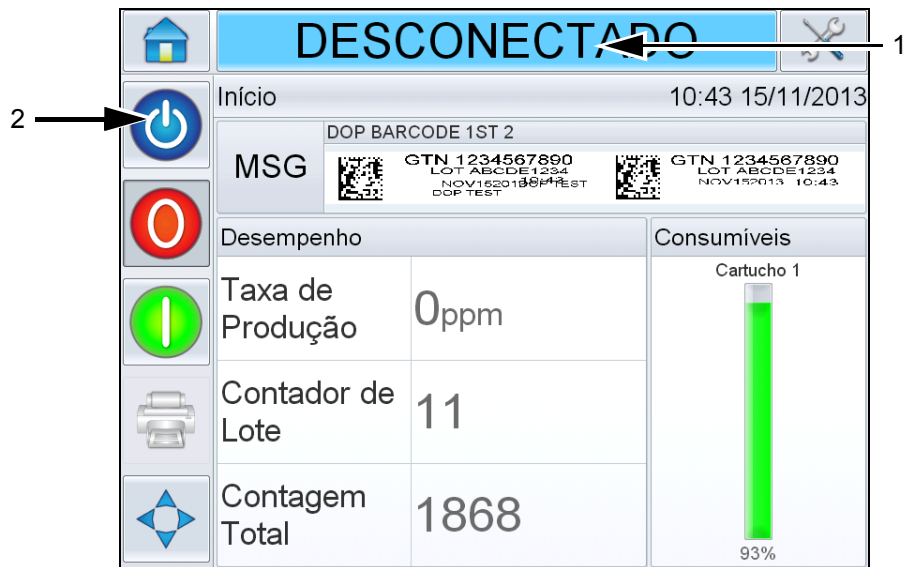 DESCONECTADO
1
Início
10:43 15/11/2013
2
DOP BARCODE 1ST 2
MSG
GTN 1234567890
LOT ABCDE1234
DOP TEST
GTN 1234567890
LOT ABCDE1234
NOV152013 10:43
Desempenho
Consumíveis
Cartucho 1
Taxa de
Produção
0ppm
Contador de
Lote
11
Contagem
Total
1868
93%